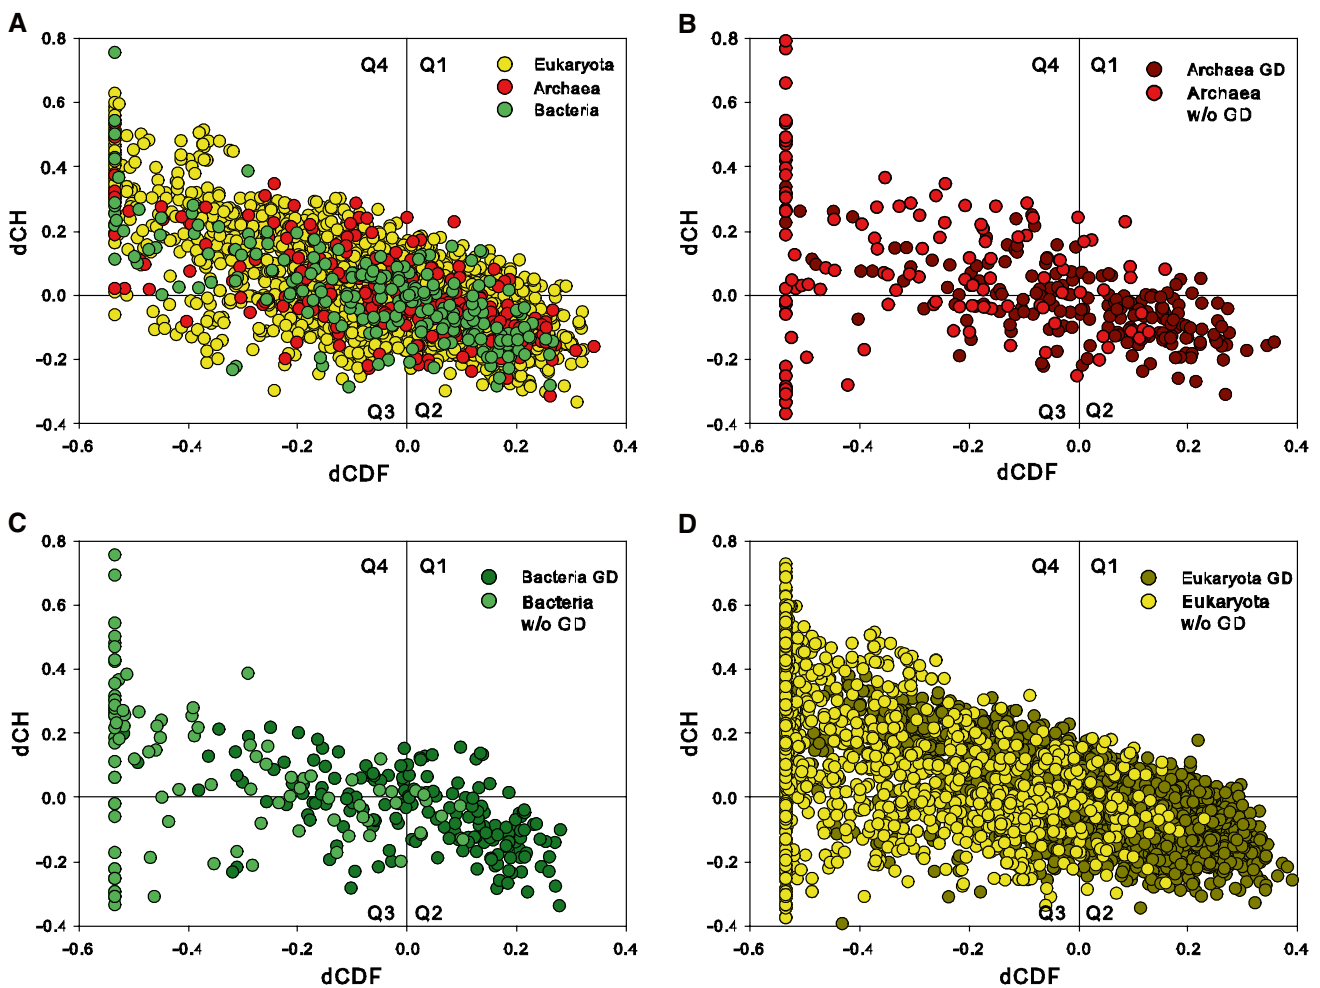 A
0.8
0.6
0.4
0.2
0.0
-0.2
-0.4
-0.6
-0.4
-0.2
0.0
0.2
0.4
dCH
dCDF
Q4
Q1
Q3
Q2
Eukaryota
Archaea
Bacteria
B
0.8
0.6
0.4
0.2
0.0
-0.2
-0.4
-0.6
-0.4
-0.2
0.0
0.2
0.4
dCH
dCDF
Q4
Q1
Q3
Q2
Archaea GD
Archaea
w/o GD
C
0.8
0.6
0.4
0.2
0.0
-0.2
-0.4
-0.6
-0.4
-0.2
0.0
0.2
0.4
dCH
dCDF
Q4
Q1
Q3
Q2
Bacteria GD
Bacteria
w/o GD
D
0.8
0.6
0.4
0.2
0.0
-0.2
-0.4
-0.6
-0.4
-0.2
0.0
0.2
0.4
dCH
dCDF
Q4
Q1
Q3
Q2
Eukaryota GD
Eukaryota
w/o GD